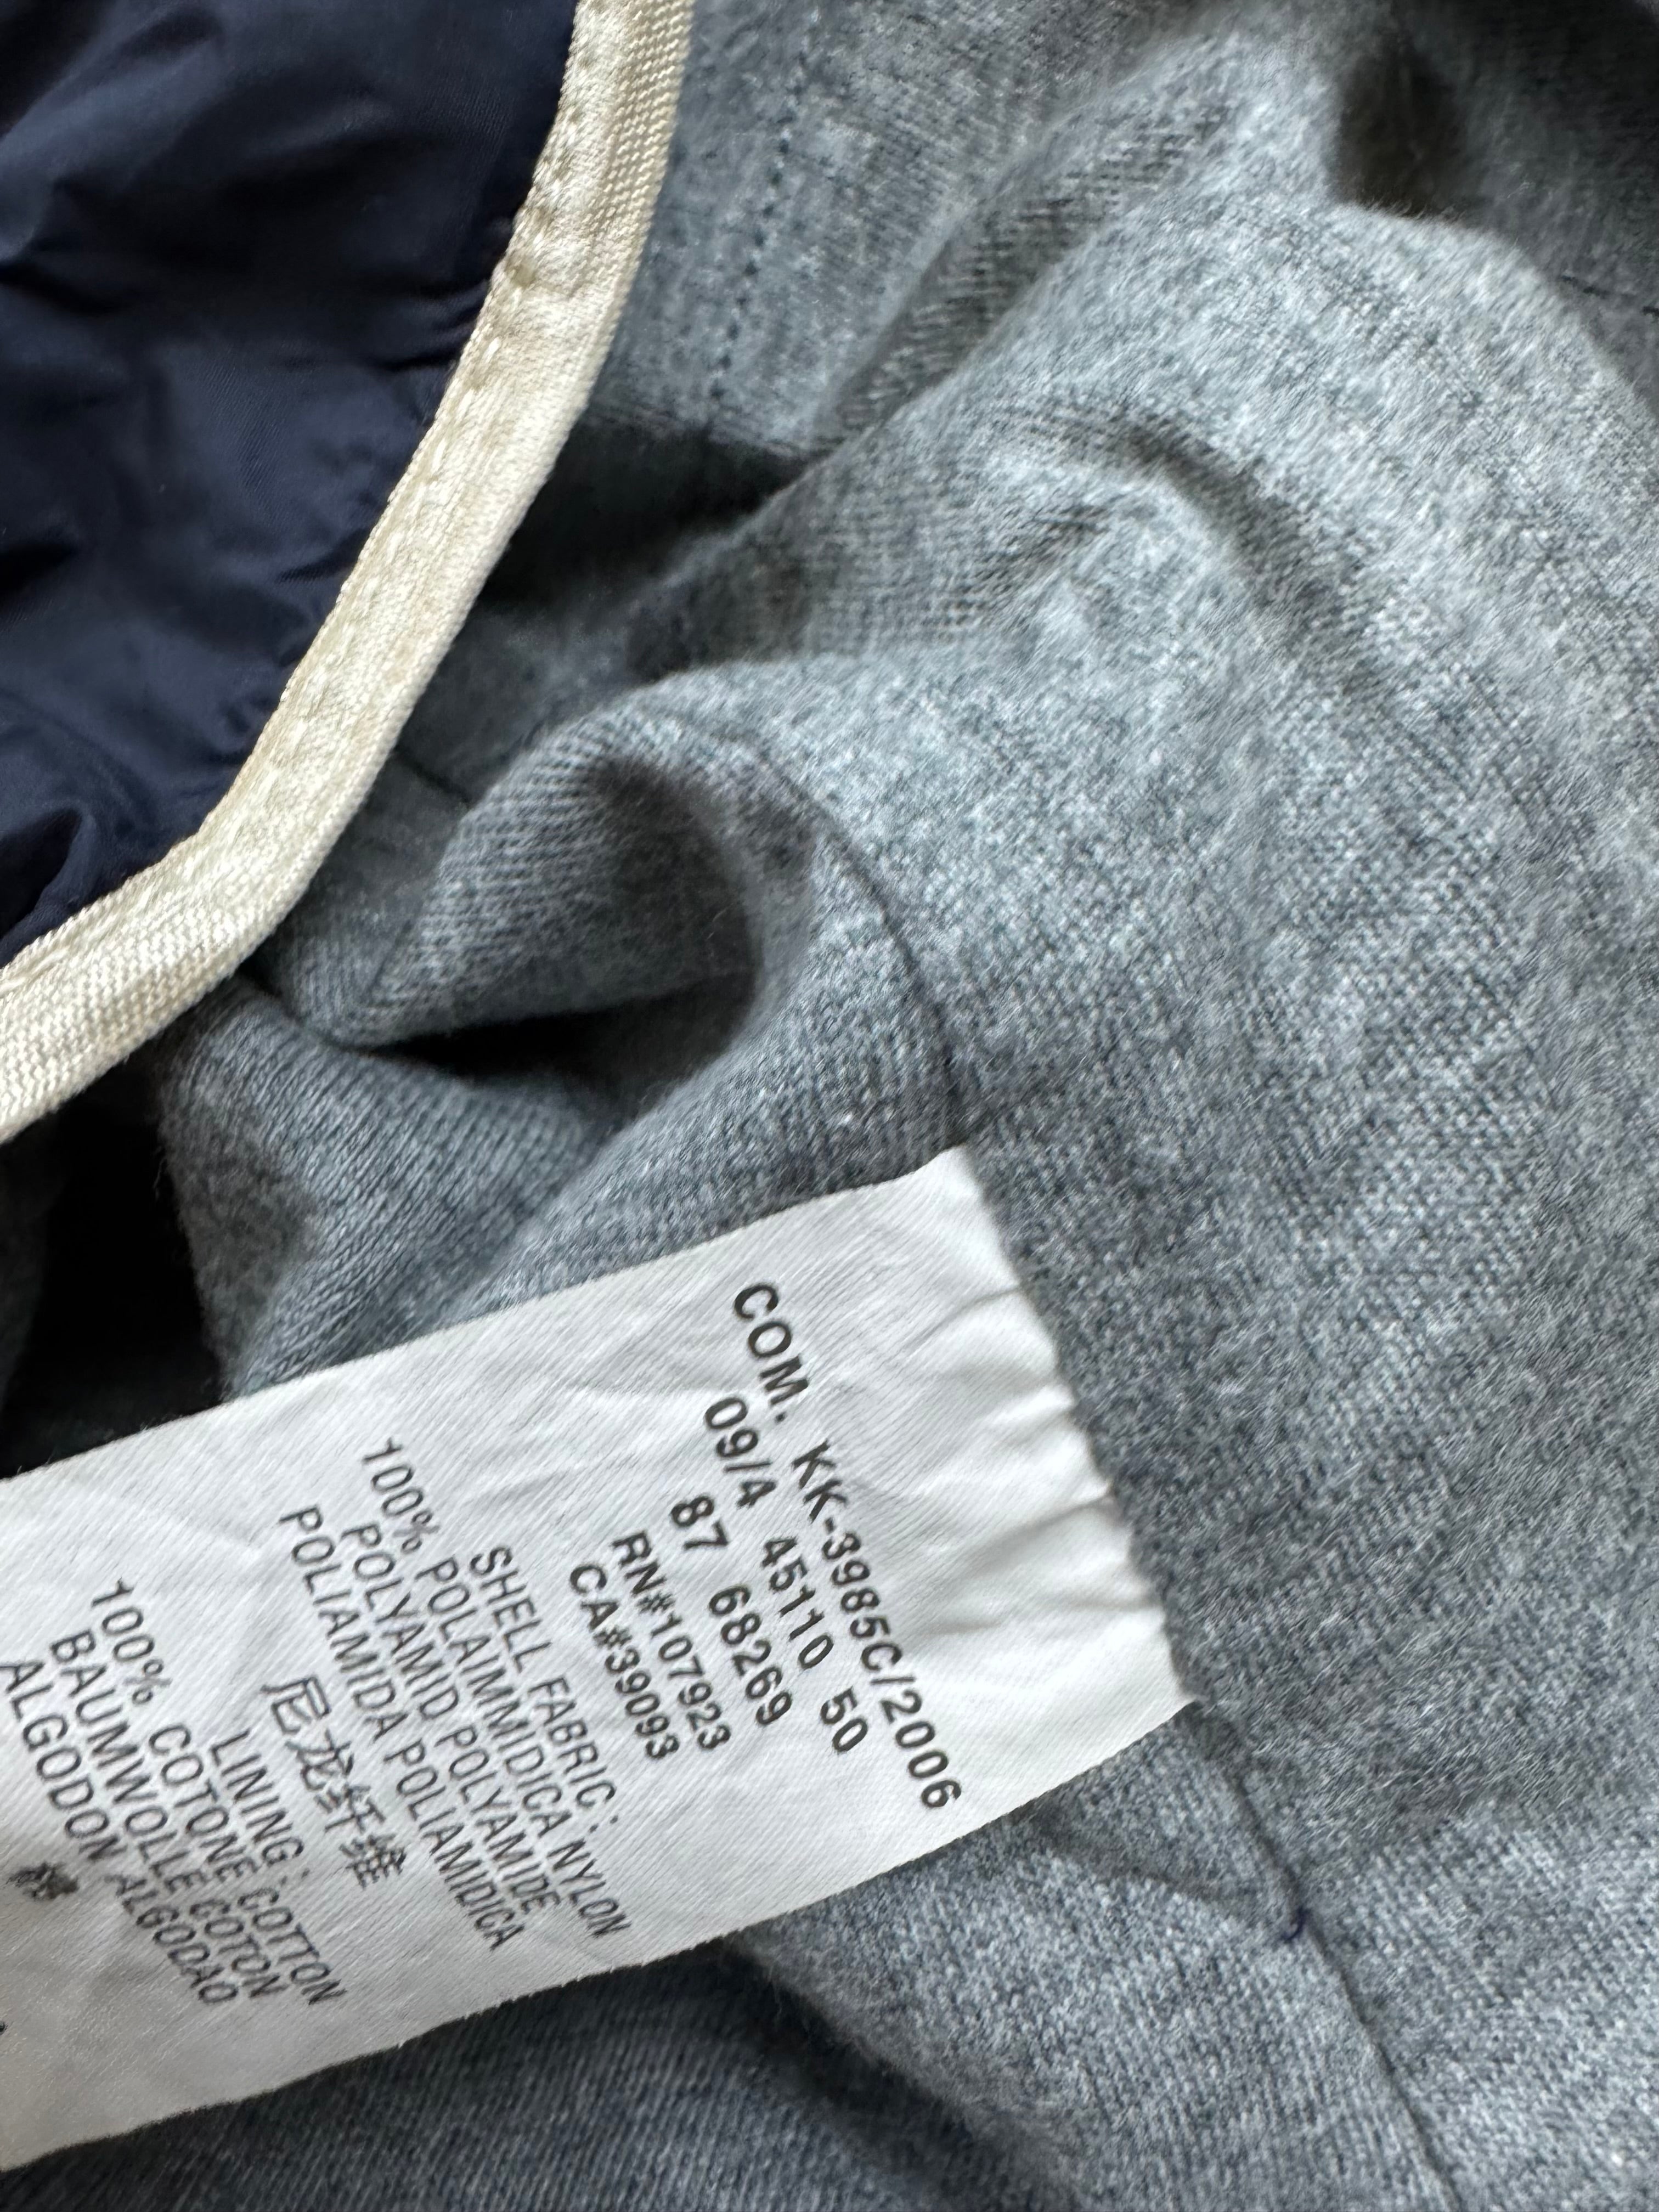 COM. KK-3985C/2006
09/4 45110 50
87 68269
RN#107923
CA#39093
SHELL FABRIC :
100% POLAIMMIDICA NYLON
POLYAMID POLYAMIDE
POLIAMIDA POLIAMIDICA
尼龙纤维
LINING :
100% COTONE COTTON
BAUMWOLLE COTON
ALGODON ALGODAO